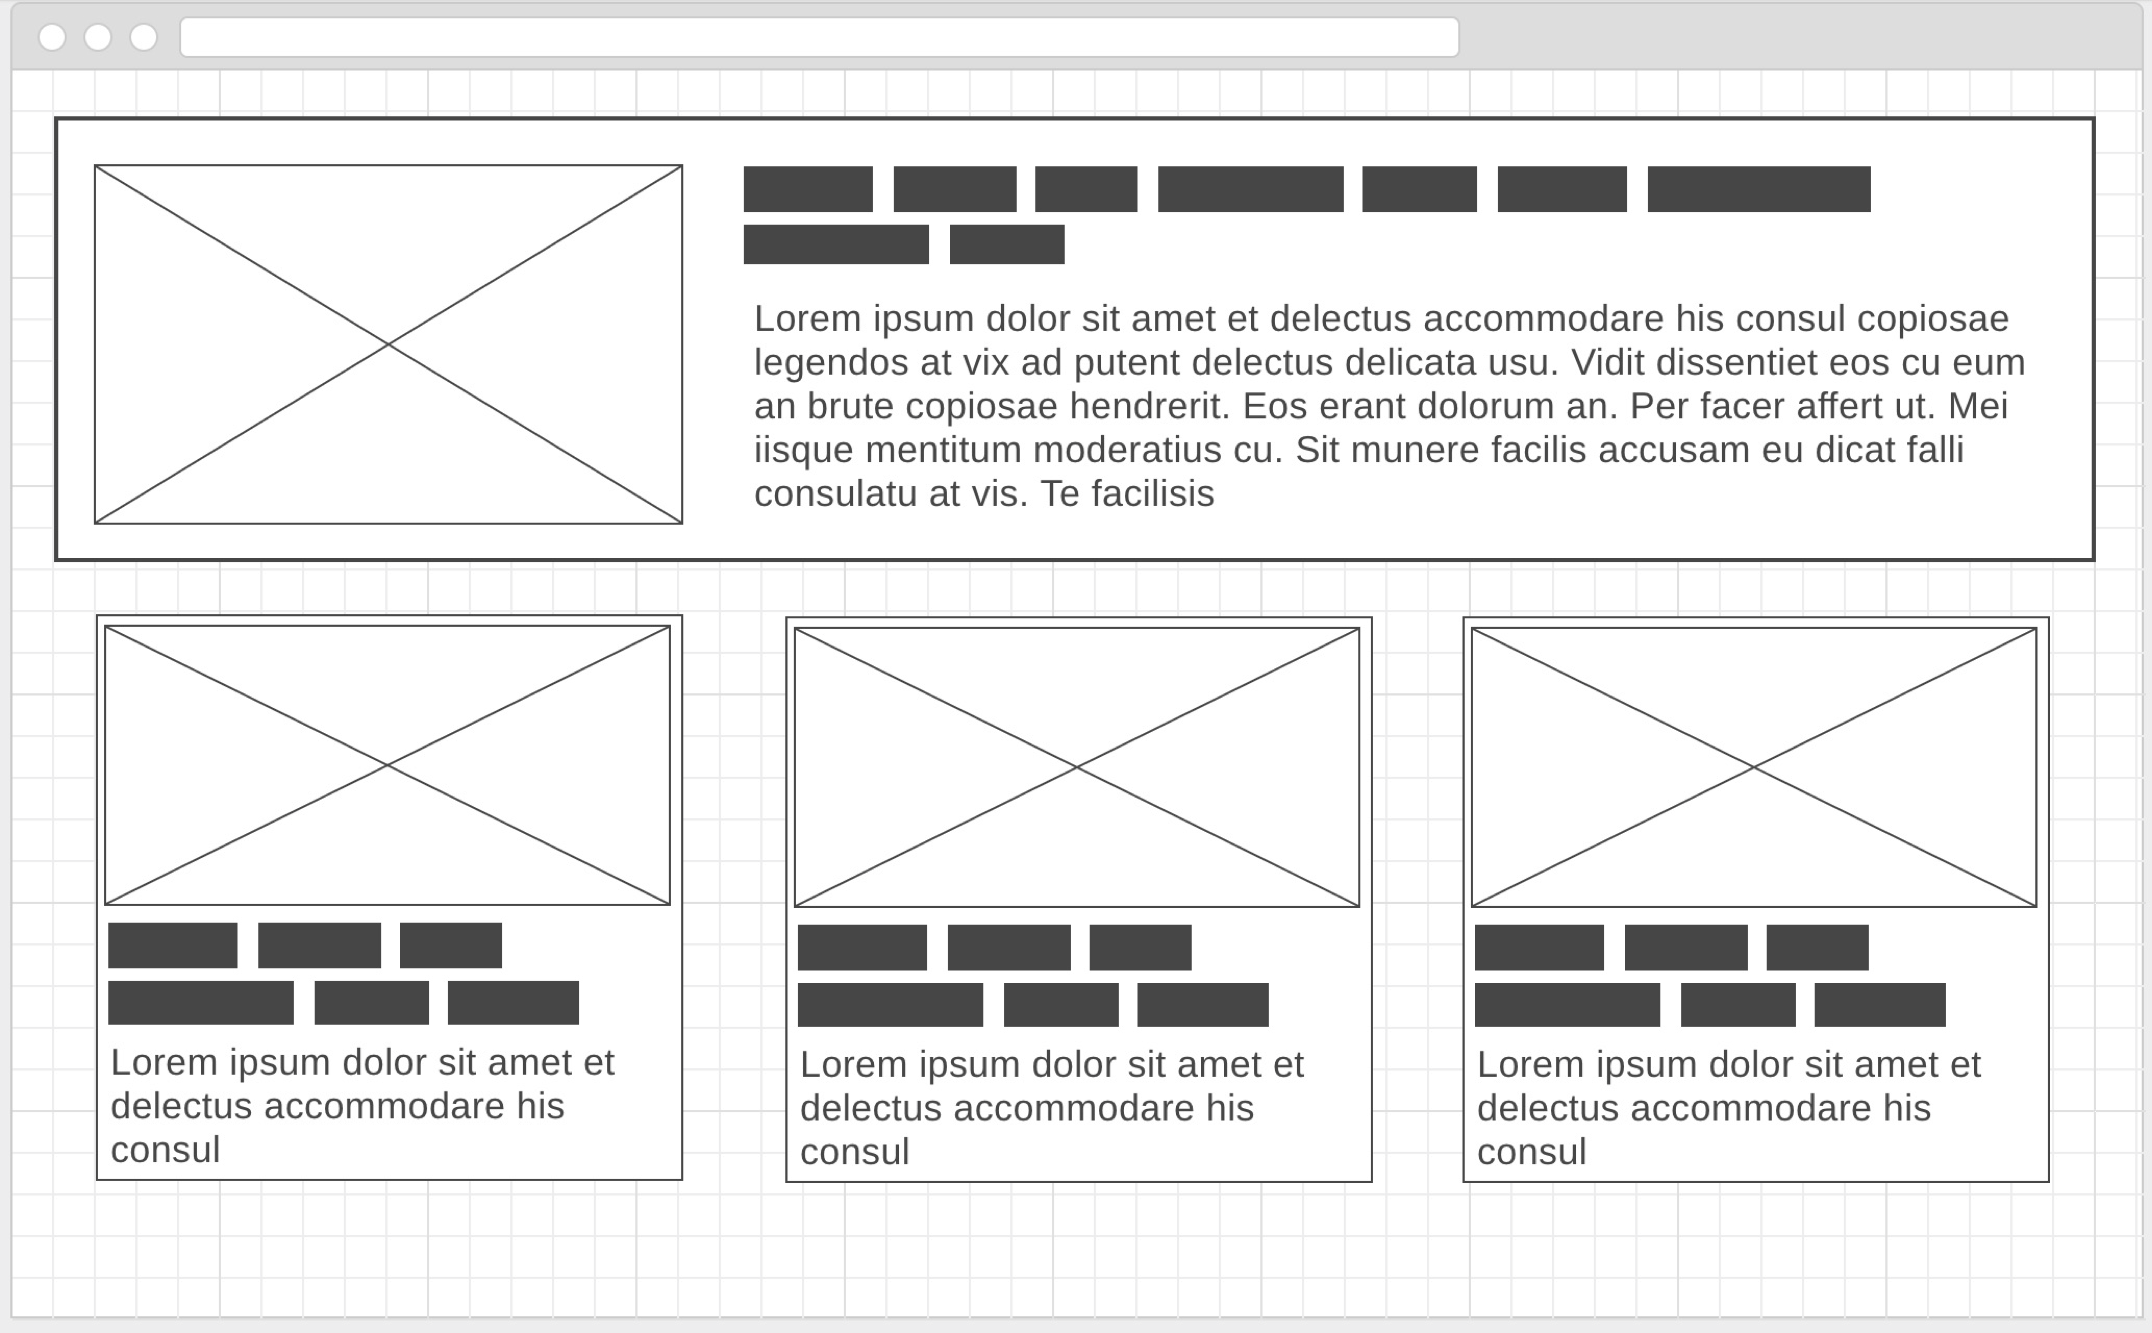 Lorem ipsum dolor sit amet et delectus accommodare his consul copiosae
legendos at vix ad putent delectus delicata usu. Vidit dissentiet eos cu eum
an brute copiosae hendrerit. Eos erant dolorum an. Per facer affert ut. Mei
iisque mentitum moderatius cu. Sit munere facilis accusam eu dicat falli
consulatu at vis. Te facilisis
Lorem ipsum dolor sit amet et
delectus accommodare his
consul
Lorem ipsum dolor sit amet et
delectus accommodare his
consul
Lorem ipsum dolor sit amet et
delectus accommodare his
consul